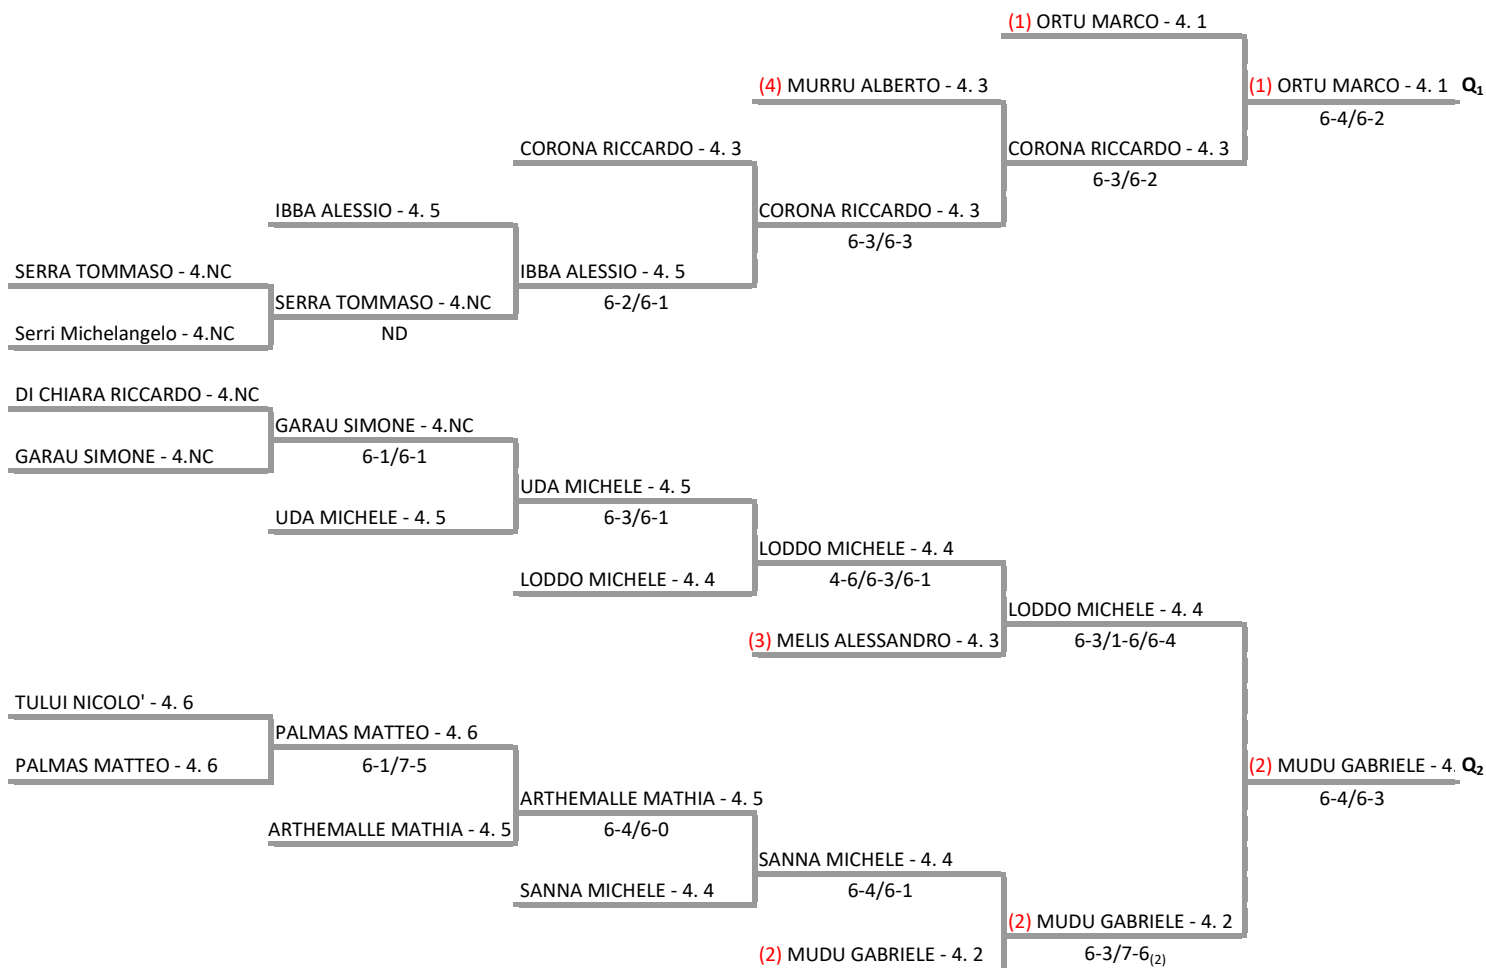 (1) ORTU MARCO - 4. 1
(4) MURRU ALBERTO - 4. 3
(1) ORTU MARCO - 4. 1 Q1
6-4/6-2
CORONA RICCARDO - 4. 3
CORONA RICCARDO - 4. 3
6-3/6-2
IBBA ALESSIO - 4. 5
CORONA RICCARDO - 4. 3
6-3/6-3
SERRA TOMMASO - 4.NC
IBBA ALESSIO - 4. 5
6-2/6-1
SERRA TOMMASO - 4.NC
ND
Serri Michelangelo - 4.NC
DI CHIARA RICCARDO - 4.NC
GARAU SIMONE - 4.NC
6-1/6-1
GARAU SIMONE - 4.NC
UDA MICHELE - 4. 5
6-3/6-1
UDA MICHELE - 4. 5
LODDO MICHELE - 4. 4
4-6/6-3/6-1
LODDO MICHELE - 4. 4
LODDO MICHELE - 4. 4
6-3/1-6/6-4
(3) MELIS ALESSANDRO - 4. 3
TULUI NICOLO' - 4. 6
PALMAS MATTEO - 4. 6
6-1/7-5
PALMAS MATTEO - 4. 6
(2) MUDU GABRIELE - 4. Q2
6-4/6-3
ARTHEMALLE MATHIA - 4. 5
6-4/6-0
ARTHEMALLE MATHIA - 4. 5
SANNA MICHELE - 4. 4
6-4/6-1
SANNA MICHELE - 4. 4
(2) MUDU GABRIELE - 4. 2
6-3/7-6(2)
(2) MUDU GABRIELE - 4. 2